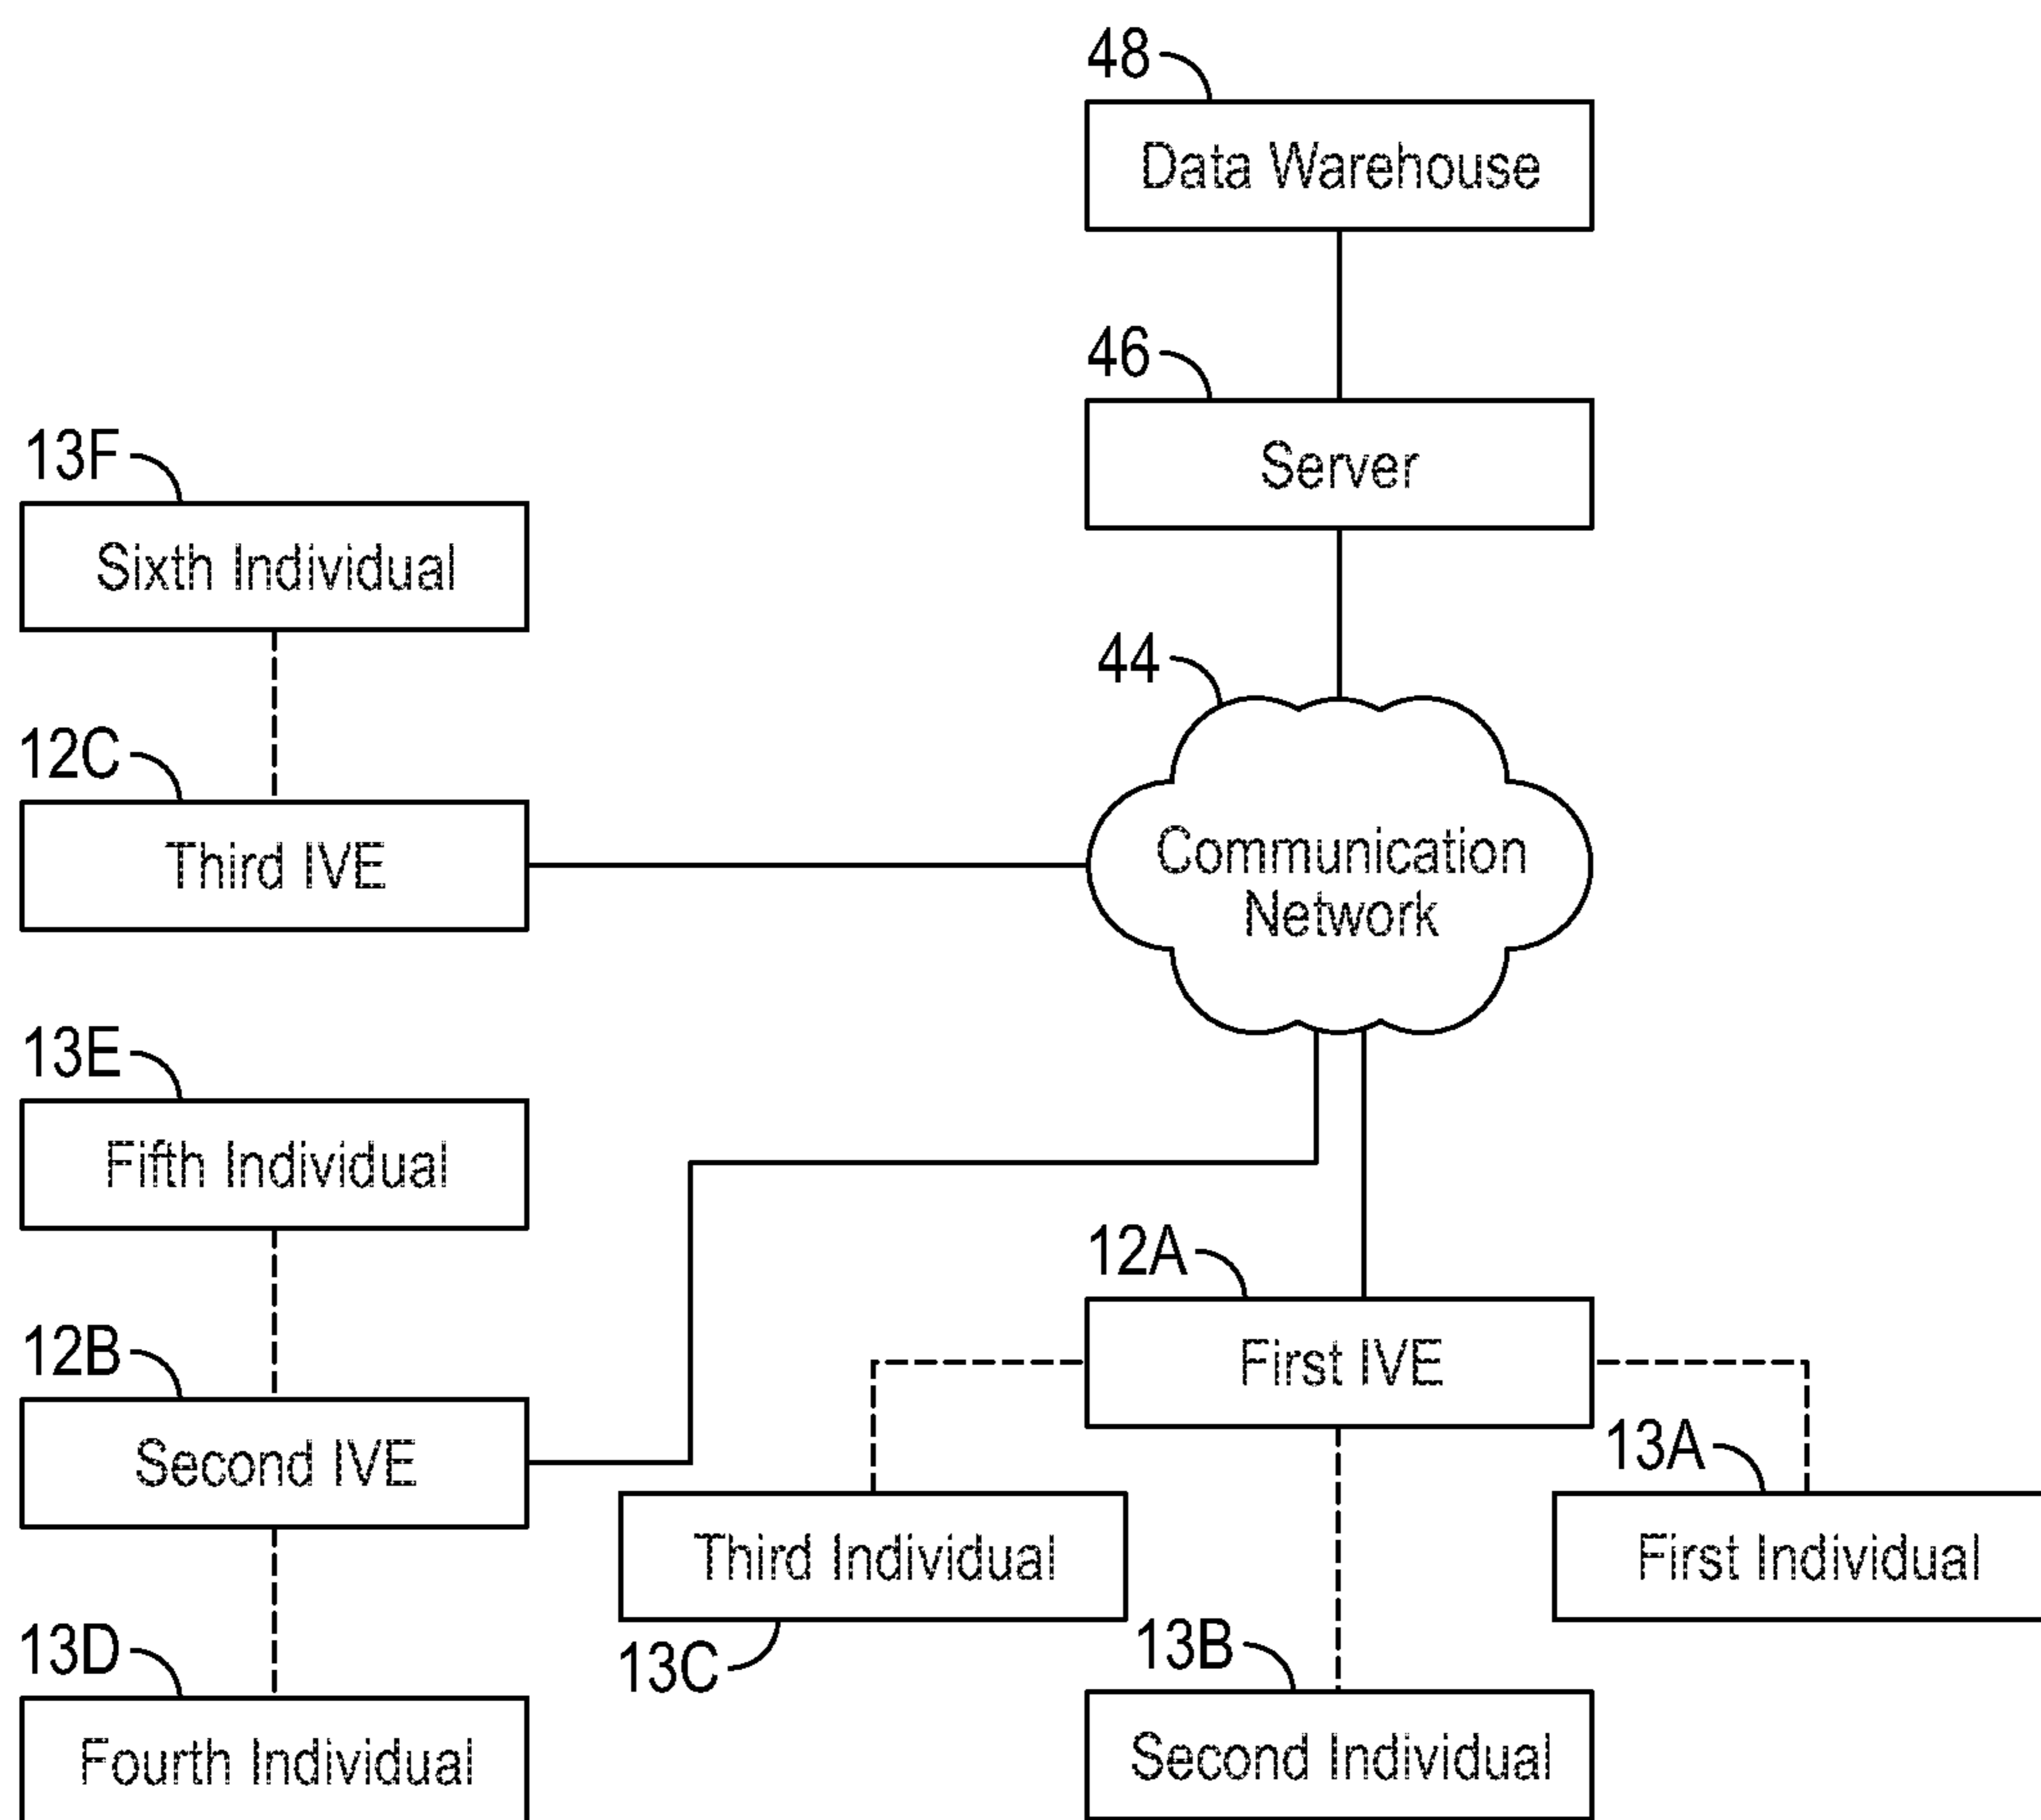 48
Data Warehouse
46
Server
13F
Sixth Individual
44
12C
Third IVE
Communication
Network
13E
Fifth Individual
12A
First IVE
12B
Second IVE
13A
First Individual
Third Individual
13C
13D
Fourth Individual
13B
Second Individual